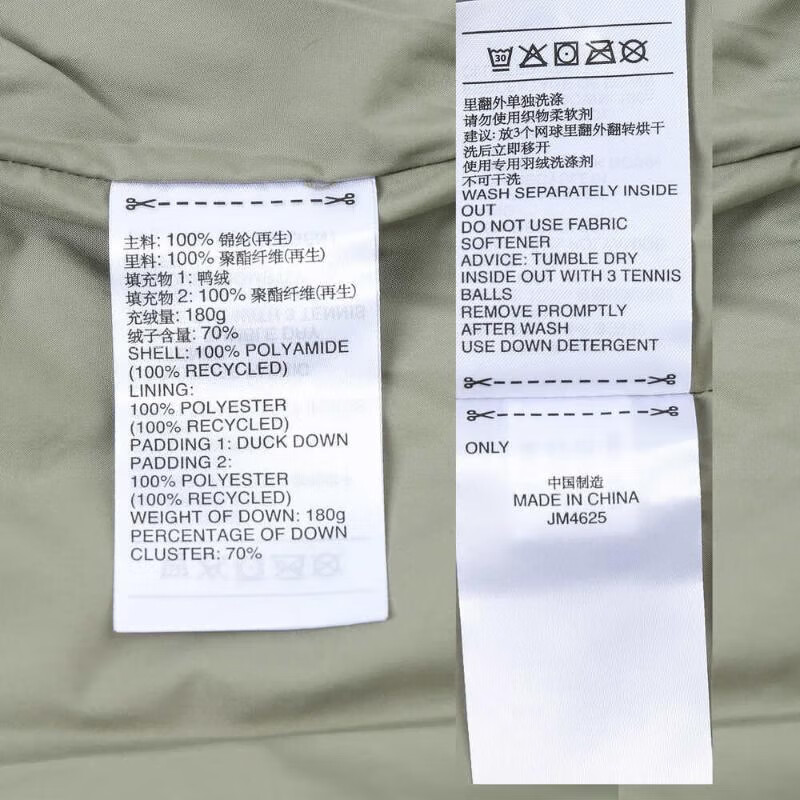 主料: 100% 锦纶(再生)
里料: 100% 聚酯纤维(再生)
填充物 1: 鸭绒
填充物 2: 100% 聚酯纤维(再生)
充绒量: 180g
绒子含量: 70%
SHELL: 100% POLYAMIDE
(100% RECYCLED)
LINING:
100% POLYESTER
(100% RECYCLED)
PADDING 1: DUCK DOWN
PADDING 2:
100% POLYESTER
(100% RECYCLED)
WEIGHT OF DOWN: 180g
PERCENTAGE OF DOWN
CLUSTER: 70%
30
里翻外单独洗涤
请勿使用织物柔软剂
建议: 放3个网球里翻外翻转烘干
洗后立即移开
使用专用羽绒洗涤剂
不可干洗
WASH SEPARATELY INSIDE
OUT
DO NOT USE FABRIC
SOFTENER
ADVICE: TUMBLE DRY
INSIDE OUT WITH 3 TENNIS
BALLS
REMOVE PROMPTLY
AFTER WASH
USE DOWN DETERGENT
ONLY
中国制造
MADE IN CHINA
JM4625